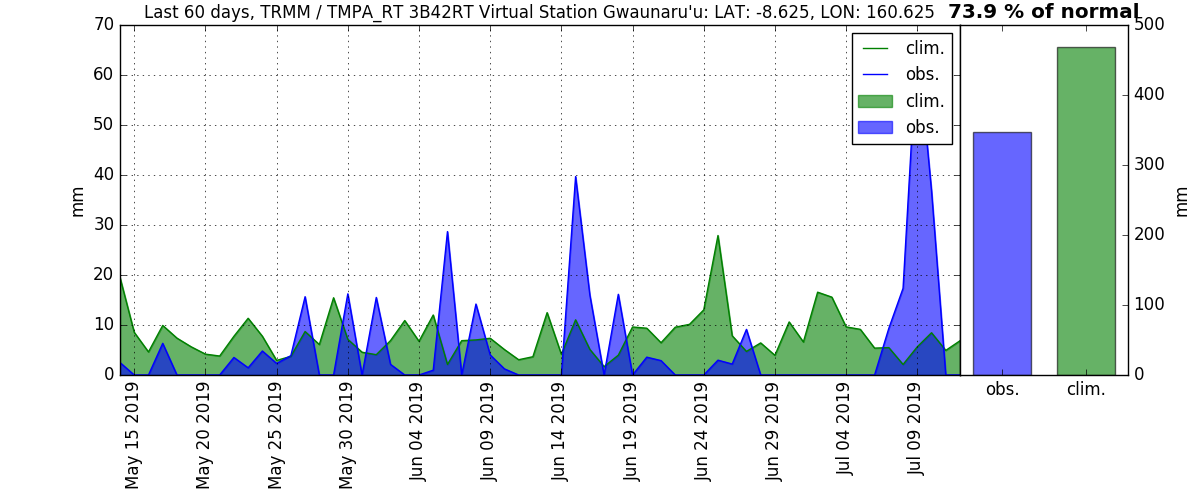 Last 60 days, TRMM / TMPA_RT 3B42RT Virtual Station Gwaunaru'u: LAT: -8.625, LON: 160.625
73.9 % of normal
70
60
50
40
30
20
10
0
mm
clim.
obs.
clim.
obs.
May 15 2019
May 20 2019
May 25 2019
May 30 2019
Jun 04 2019
Jun 09 2019
Jun 14 2019
Jun 19 2019
Jun 24 2019
Jun 29 2019
Jul 04 2019
Jul 09 2019
500
400
300
200
100
0
mm
obs.
clim.